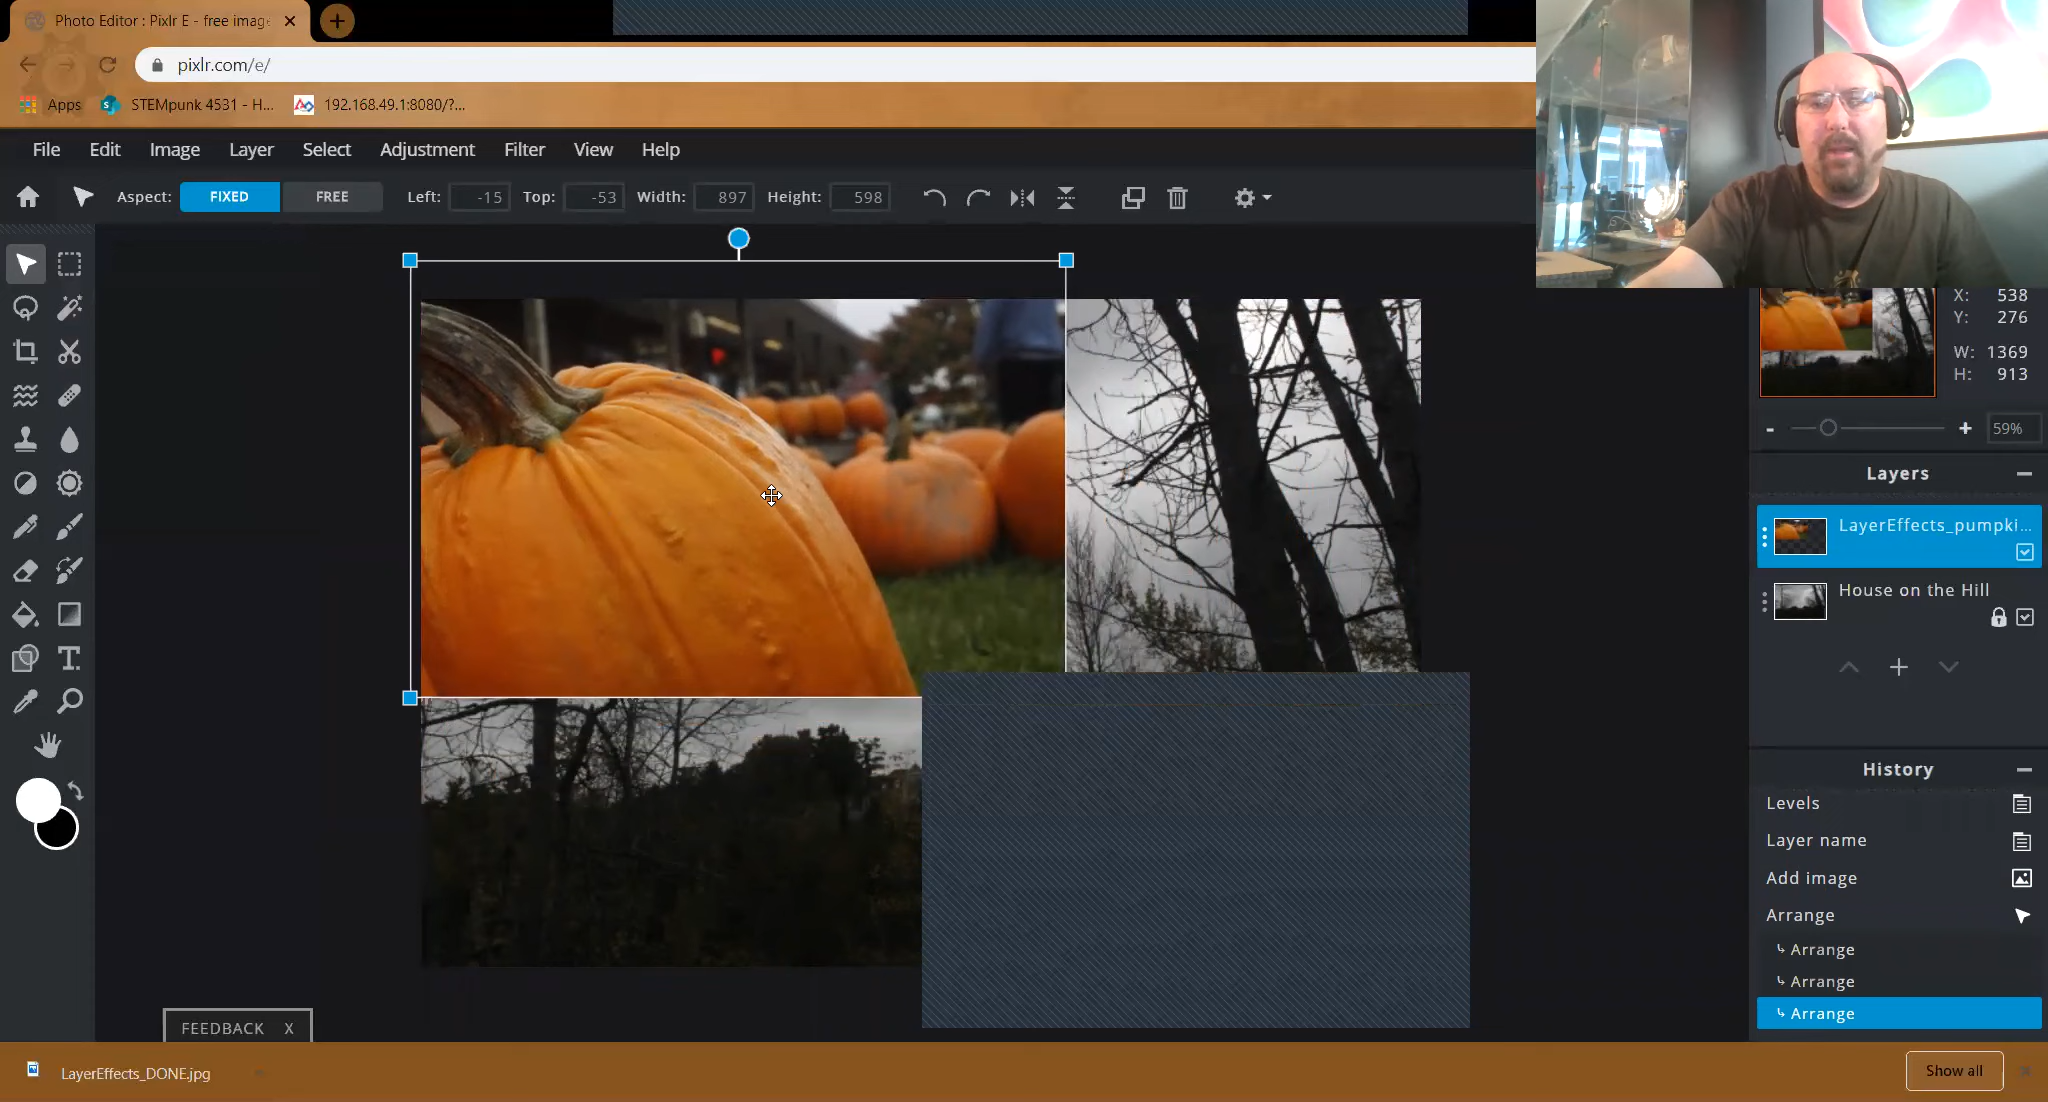 Photo Editor : Pixlr E - free imag
pixlr.com/e/
Apps STEMpunk 4531 - H... 192.168.49.1:8080/?...
File Edit Image Layer Select Adjustment Filter View Help
Aspect: FIXED FREE Left: -15 Top: -53 Width: 897 Height: 598
X: 538
Y: 276
W: 1369
H: 913
- + 59%
Layers
LayerEffects_pumpki...
House on the Hill
History
Levels
Layer name
Add image
Arrange
Arrange
Arrange
Arrange
FEEDBACK X
LayerEffects_DONE.jpg
Show all